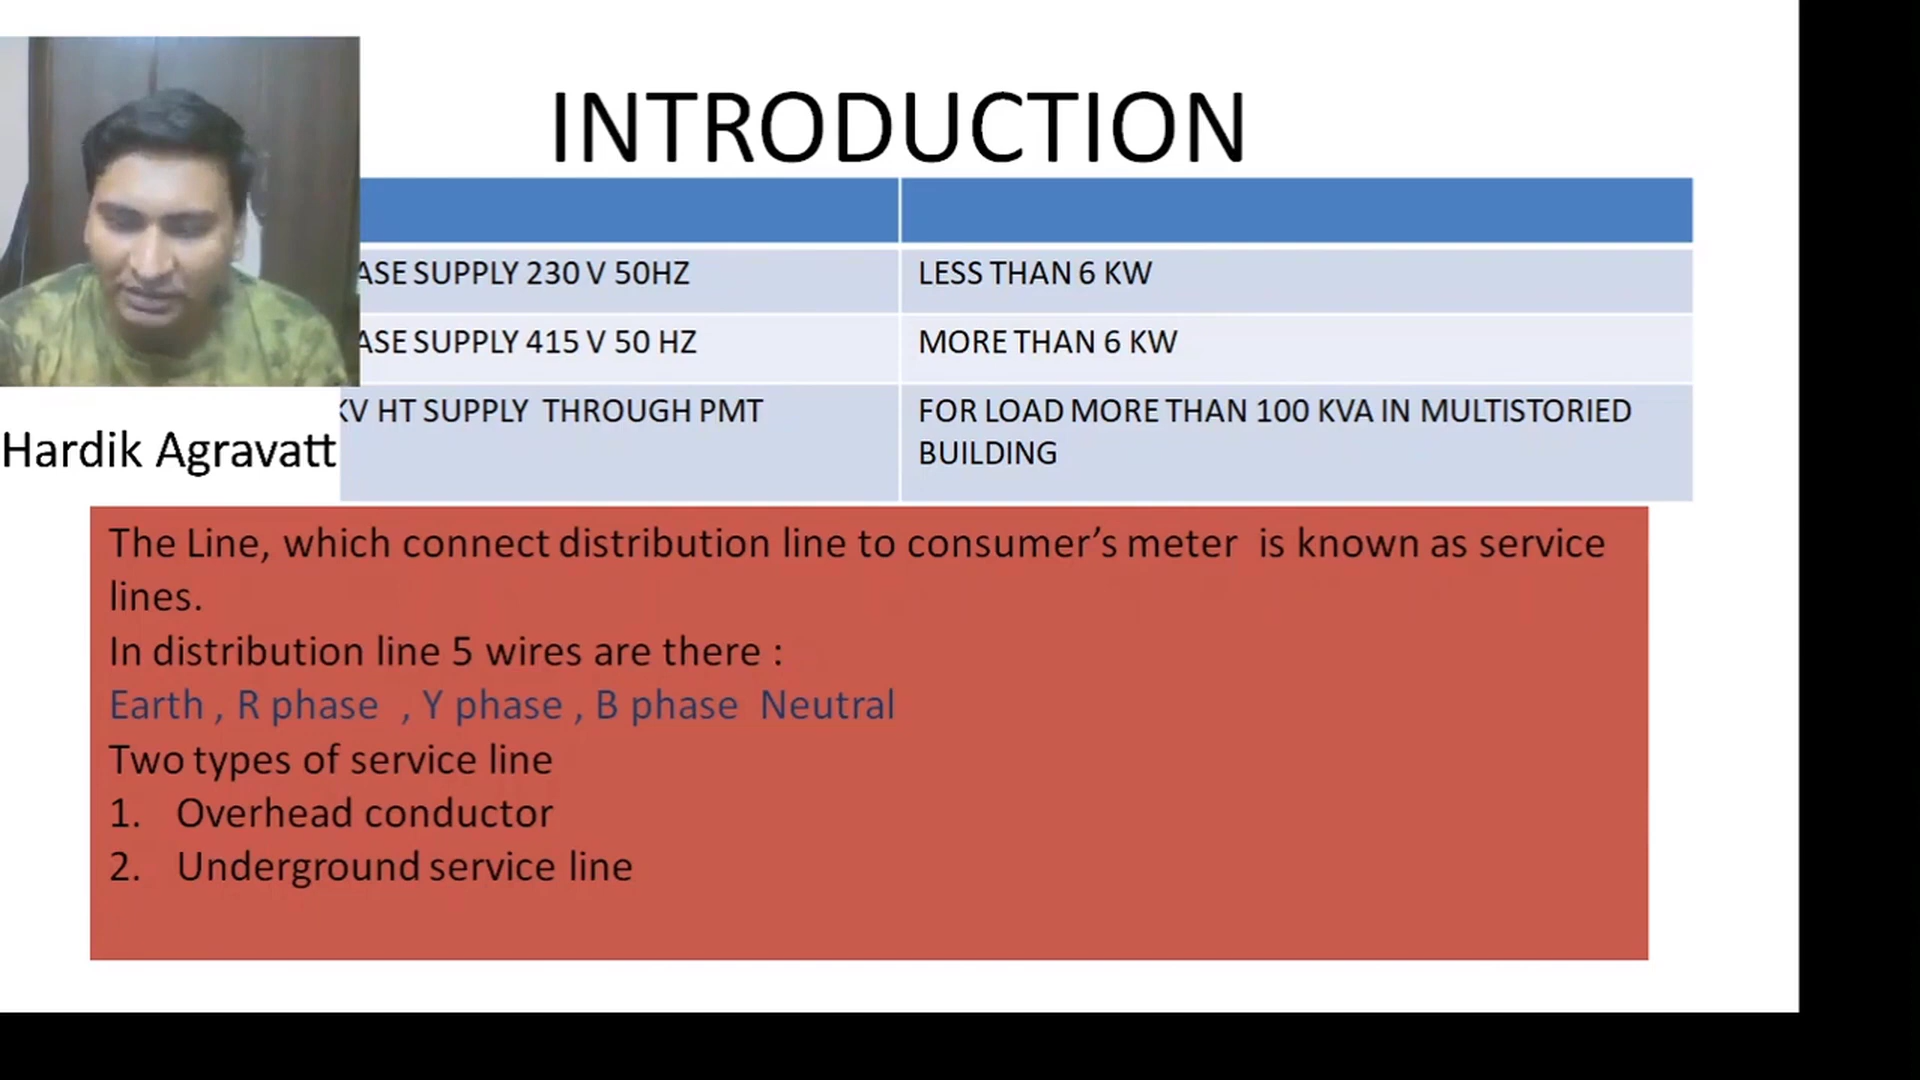 INTRODUCTION
SUPPLY 230 V 50HZ
LESS THAN 6 KW
SUPPLY 415 V 50 HZ
MORE THAN 6 KW
KV HT SUPPLY THROUGH PMT
FOR LOAD MORE THAN 100 KVA IN MULTISTORIED
BUILDING
Hardik Agravatt
The Line, which connect distribution line to consumer’s meter is known as service
lines.
In distribution line 5 wires are there :
Earth , R phase , Y phase , B phase Neutral
Two types of service line
1. Overhead conductor
2. Underground service line